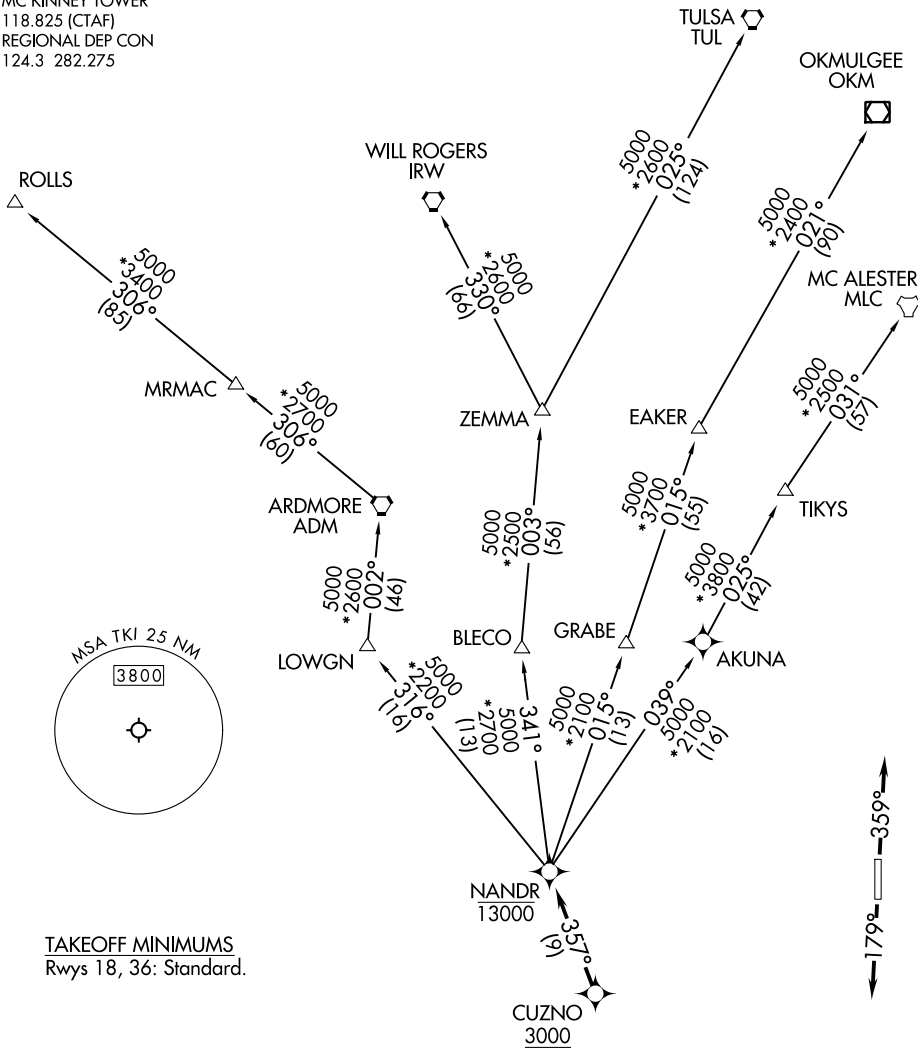 MC KINNEY TOWER
118.825 (CTAF)
REGIONAL DEP CON
124.3 282.275
TULSA
TUL
OKMULGEE
OKM
WILL ROGERS
IRW
ROLLS
5000
*2600
025°
(124)
5000
*2400
021°
(90)
MC ALESTER
MLC
5000
*3400
306°
(85)
5000
*2600
330°
(66)
MRMAC
5000
*2700
306°
(60)
ZEMMA
EAKER
5000
*2500
031°
(57)
ARDMORE
ADM
5000
*2500
003°
(56)
5000
*3700
015°
(55)
TIKYS
5000
*2600
002°
(46)
5000
*3800
025°
(42)
LOWGN
BLECO
GRABE
AKUNA
MSA TKI 25 NM
3800
5000
*2200
316°
(16)
341°
5000
*2700
(13)
5000
*2100
015°
(13)
039°
5000
*2100
(16)
359°
179°
NANDR
13000
357°
(9)
CUZNO
3000
TAKEOFF MINIMUMS
Rwys 18, 36: Standard.